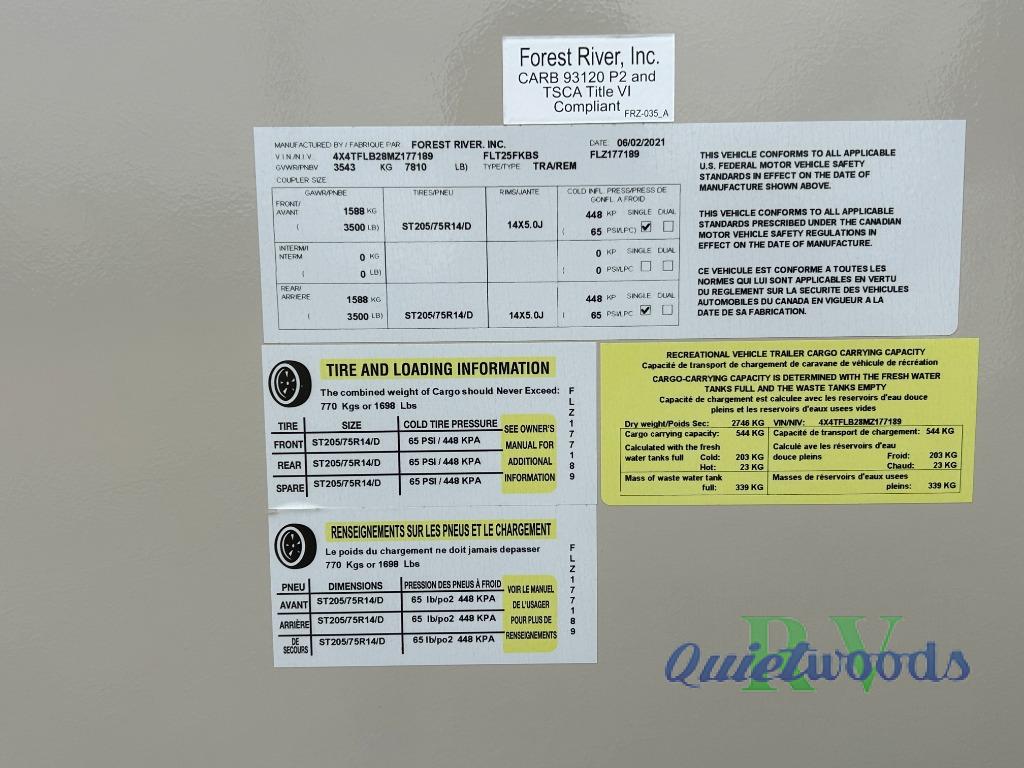 Forest River, Inc.
CARB 93120 P2 and
TSCA Title VI
Compliant FRZ-035_A
MANUFACTURED BY / FABRIQUE PAR FOREST RIVER. INC. DATE: 06/02/2021
VIN/NIV 4X4TFLB28MZ177189 FLT25FKBS FLZ177189
GVWR/PNBV 3543 KG 7810 LB) TYPE/TYPE TRA/REM
COUPLER SIZE
GAWR/PNBE TIRES/PNEU RIMS/JANTE COLD INFL. PRESS/PRESS DE
GONFL. A FROID
FRONT/
AVANT 1588 KG 448 KP SINGLE DUAL
( 3500 LB) ST205/75R14/D 14X5.0J ( 65 PSI/LPC)
INTERM/I
NTERM 0 KG 0 KP SINGLE DUAL
( 0 LB) ( 0 PSI/LPC
REAR/
ARRIERE 1588 KG 448 KP SINGLE DUAL
( 3500 LB) ST205/75R14/D 14X5.0J ( 65 PSI/LPC
THIS VEHICLE CONFORMS TO ALL APPLICABLE
U.S. FEDERAL MOTOR VEHICLE SAFETY
STANDARDS IN EFFECT ON THE DATE OF
MANUFACTURE SHOWN ABOVE.
THIS VEHICLE CONFORMS TO ALL APPLICABLE
STANDARDS PRESCRIBED UNDER THE CANADIAN
MOTOR VEHICLE SAFETY REGULATIONS IN
EFFECT ON THE DATE OF MANUFACTURE.
CE VEHICULE EST CONFORME A TOUTES LES
NORMES QUI LUI SONT APPLICABLES EN VERTU
DU REGLEMENT SUR LA SECURITE DES VEHICULES
AUTOMOBILES DU CANADA EN VIGUEUR A LA
DATE DE SA FABRICATION.
TIRE AND LOADING INFORMATION
The combined weight of Cargo should Never Exceed:
770 Kgs or 1698 Lbs
TIRE SIZE COLD TIRE PRESSURE
FRONT ST205/75R14/D 65 PSI / 448 KPA
REAR ST205/75R14/D 65 PSI / 448 KPA
SPARE ST205/75R14/D 65 PSI / 448 KPA
SEE OWNER'S
MANUAL FOR
ADDITIONAL
INFORMATION
FLZ177189
RECREATIONAL VEHICLE TRAILER CARGO CARRYING CAPACITY
Capacité de transport de chargement de caravane de véhicule de récréation
CARGO-CARRYING CAPACITY IS DETERMINED WITH THE FRESH WATER
TANKS FULL AND THE WASTE TANKS EMPTY
Capacité de chargement est calculee avec les reservoirs d'eau douce
pleins et les reservoirs d'eaux usees vides
Dry weight/Poids Sec: 2746 KG VIN/NIV: 4X4TFLB28MZ177189
Cargo carrying capacity: 544 KG Capacite de transport de chargement: 544 KG
Calculated with the fresh Calculé ave les réservoirs d'eau
water tanks full Cold: 203 KG douce pleins Froid: 203 KG
Hot: 23 KG Chaud: 23 KG
Mass of waste water tank Masses de réservoirs d'eaux usees
full: 339 KG pleins: 339 KG
RENSEIGNEMENTS SUR LES PNEUS ET LE CHARGEMENT
Le poids du chargement ne doit jamais depasser
770 Kgs or 1698 Lbs
PNEU DIMENSIONS PRESSION DES PNEUS À FROID
AVANT ST205/75R14/D 65 lb/po2 448 KPA
ARRIÈRE ST205/75R14/D 65 lb/po2 448 KPA
DE
SECOURS ST205/75R14/D 65 lb/po2 448 KPA
VOIR LE MANUEL
DE L'USAGER
POUR PLUS DE
RENSEIGNEMENTS
FLZ177189
Quietwoods RV